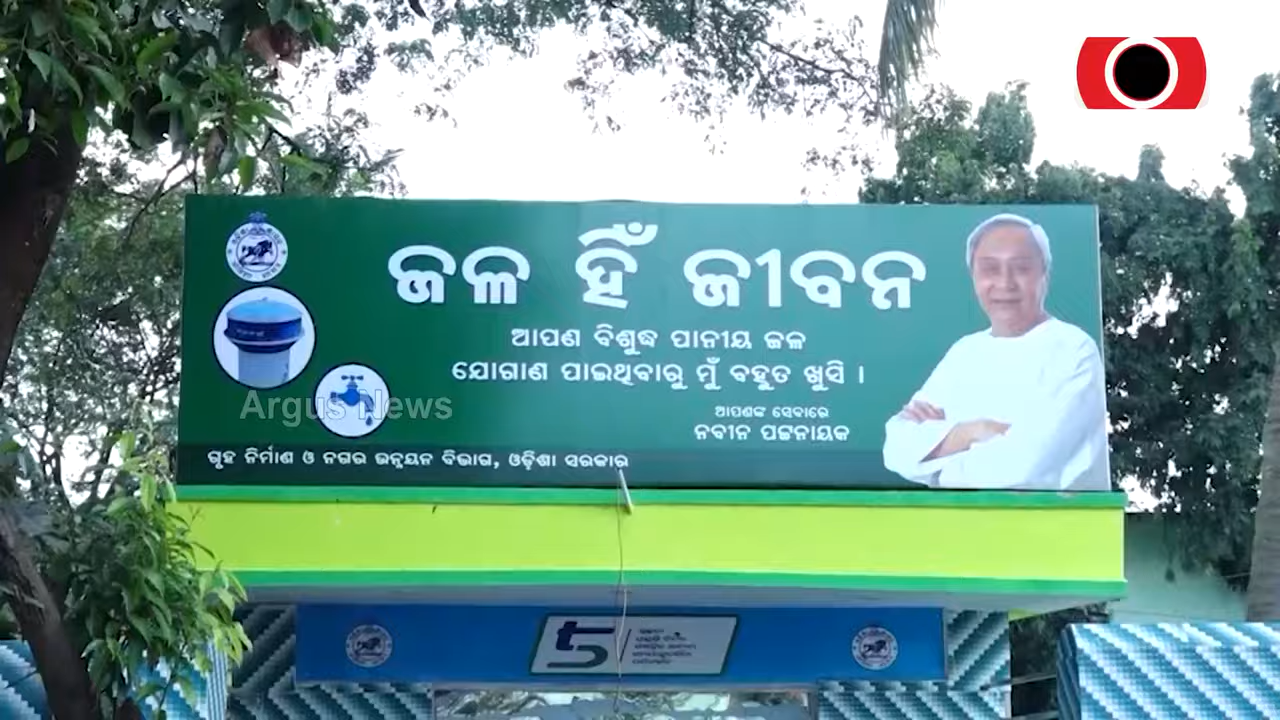 ଜଳ ହିଁ ଜୀବନ
ଆପଣ ବିଶୁଦ୍ଧ ପାନୀୟ ଜଳ
ଯୋଗାଣ ପାଇଥିବାରୁ ମୁଁ ବହୁତ ଖୁସି ।
ଆପଣଙ୍କ ସେବାରେ
ନବୀନ ପଟ୍ଟନାୟକ
Argus News
ଗୃହ ନିର୍ମାଣ ଓ ନଗର ଉନ୍ନୟନ ବିଭାଗ, ଓଡ଼ିଶା ସରକାର
5